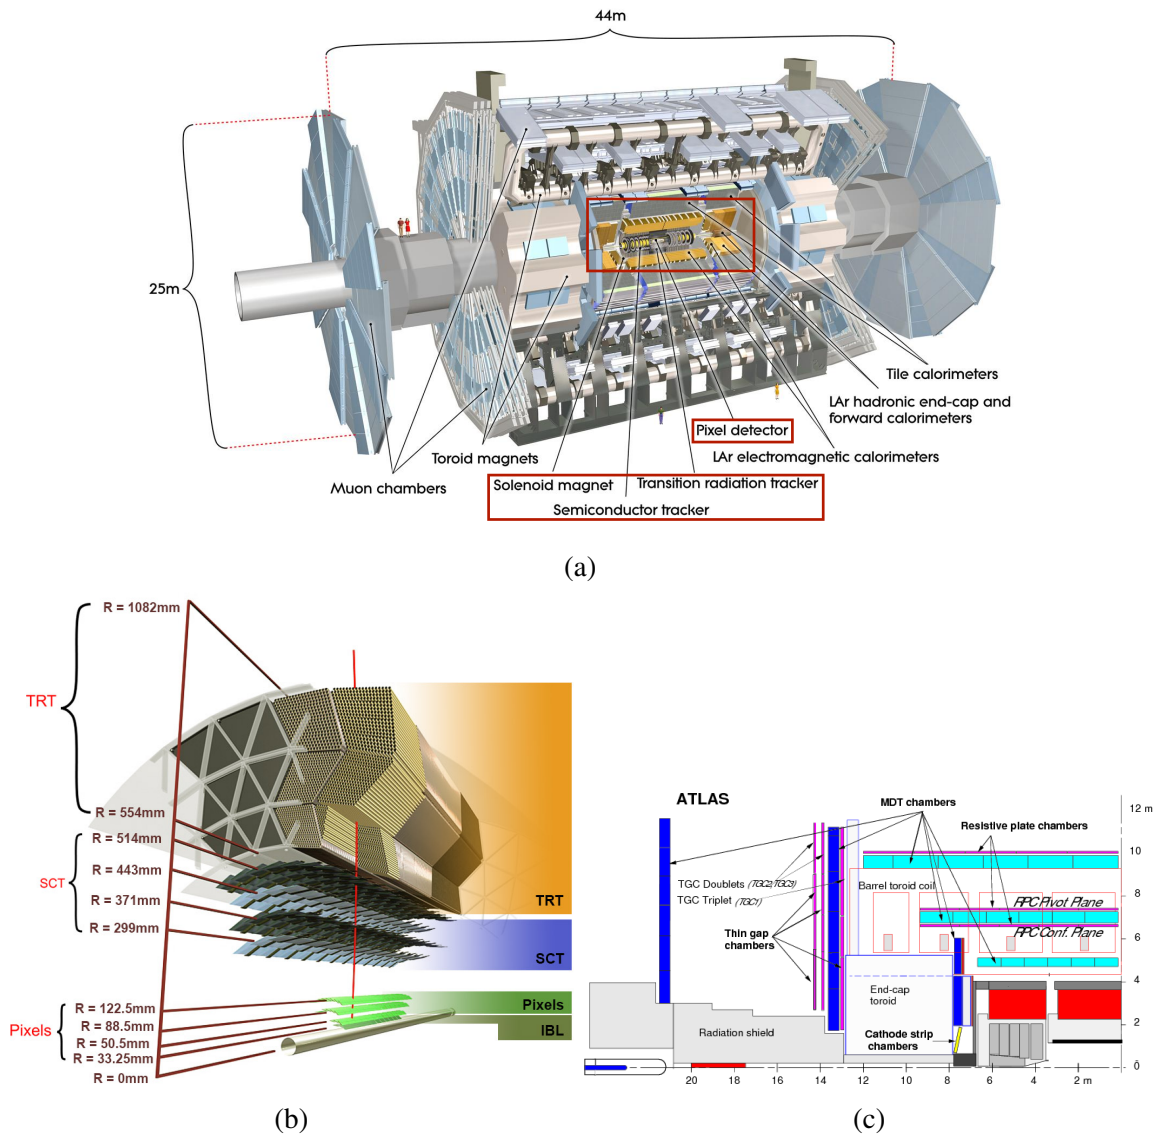 44m
25m
Tile calorimeters
LAr hadronic end-cap and
forward calorimeters
Pixel detector
LAr electromagnetic calorimeters
Toroid magnets
Muon chambers
Solenoid magnet
Transition radiation tracker
Semiconductor tracker
(a)
R = 1082mm
TRT
R = 554mm
R = 514mm
SCT
R = 443mm
R = 371mm
R = 299mm
TRT
SCT
Pixels
R = 122.5mm
R = 88.5mm
R = 50.5mm
R = 33.25mm
R = 0mm
Pixels
IBL
(b)
ATLAS
MDT chambers
12 m
Resistive plate chambers
10
TGC Doublets (TGC2,TGC3)
TGC Triplet (TGC1)
Barrel toroid coil
8
RPC Pivot Plane
Thin gap
chambers
RPC Conf. Plane
6
End-cap
toroid
4
Radiation shield
Cathode strip
chambers
2
0
20 18 16 14 12 10 8 6 4 2 m
(c)